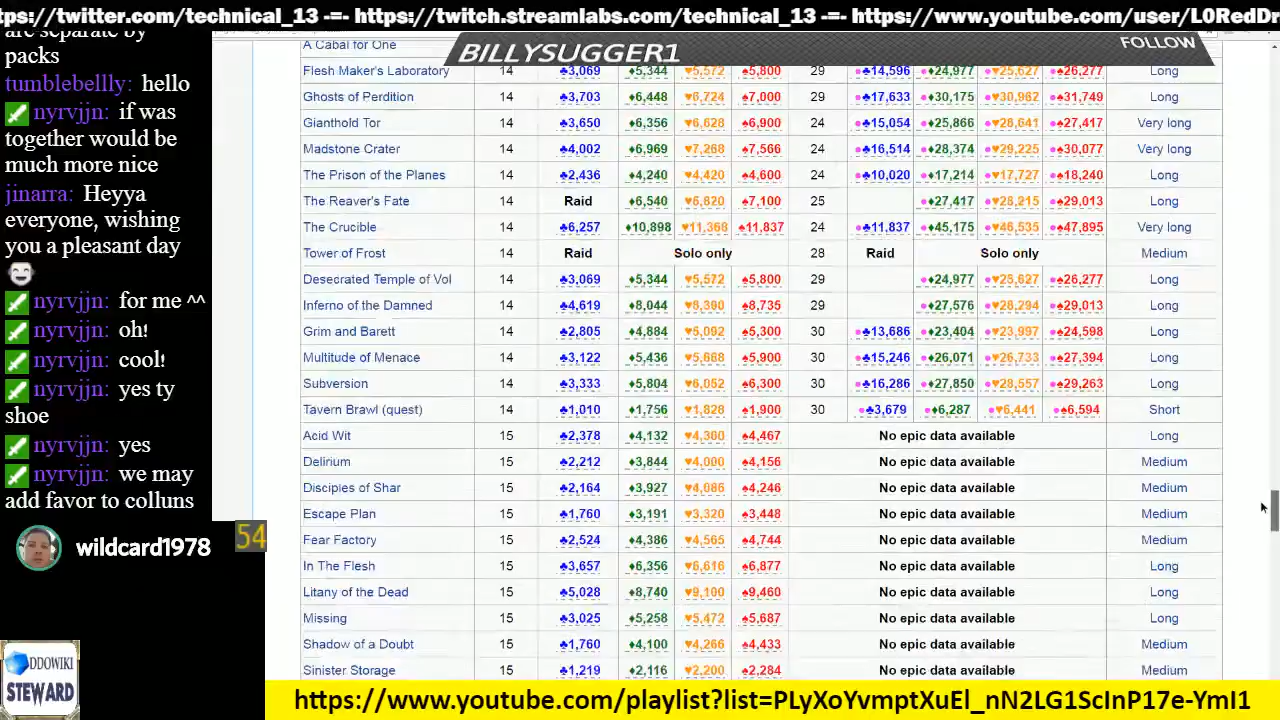 tps://twitter.com/technical_13 -=- https://twitch.streamlabs.com/technical_13 -=- https://www.youtube.com/user/L0RedDr
are separate by
packs
tumblebellly: hello
nyrvjjn: if was
together would be
much more nice
jinarra: Heyya
everyone, wishing
you a pleasant day
nyrvjjn: for me ^^
nyrvjjn: oh!
nyrvjjn: cool!
nyrvjjn: yes ty
shoe
nyrvjjn: yes
nyrvjjn: we may
add favor to colluns
wildcard1978 54
DDOWIKI
STEWARD
BILLYSUGGER1 FOLLOW
A Cabal for One
Flesh Maker's Laboratory 14 ♣3,069 ♦5,344 ♥5,572 ♠5,800 29 ●♣14,596 ●♦24,977 ●♥25,627 ●♠26,277 Long
Ghosts of Perdition 14 ♣3,703 ♦6,448 ♥6,724 ♠7,000 29 ●♣17,633 ●♦30,175 ●♥30,962 ●♠31,749 Long
Gianthold Tor 14 ♣3,650 ♦6,356 ♥6,628 ♠6,900 24 ●♣15,054 ●♦25,866 ●♥26,641 ●♠27,417 Very long
Madstone Crater 14 ♣4,002 ♦6,969 ♥7,268 ♠7,566 24 ●♣16,514 ●♦28,374 ●♥29,225 ●♠30,077 Very long
The Prison of the Planes 14 ♣2,436 ♦4,240 ♥4,420 ♠4,600 24 ●♣10,020 ●♦17,214 ●♥17,727 ●♠18,240 Long
The Reaver's Fate 14 Raid ♦6,540 ♥6,820 ♠7,100 25 ●♦27,417 ●♥28,215 ●♠29,013 Long
The Crucible 14 ♣6,257 ♦10,898 ♥11,368 ♠11,837 24 ●♣11,837 ●♦45,175 ●♥46,535 ●♠47,895 Very long
Tower of Frost 14 Raid Solo only 28 Raid Solo only Medium
Desecrated Temple of Vol 14 ♣3,069 ♦5,344 ♥5,572 ♠5,800 29 ●♦24,977 ●♥25,627 ●♠26,277 Long
Inferno of the Damned 14 ♣4,619 ♦8,044 ♥8,390 ♠8,735 29 ●♦27,576 ●♥28,294 ●♠29,013 Long
Grim and Barett 14 ♣2,805 ♦4,884 ♥5,092 ♠5,300 30 ●♣13,686 ●♦23,404 ●♥23,997 ●♠24,598 Long
Multitude of Menace 14 ♣3,122 ♦5,436 ♥5,668 ♠5,900 30 ●♣15,246 ●♦26,071 ●♥26,733 ●♠27,394 Long
Subversion 14 ♣3,333 ♦5,804 ♥6,052 ♠6,300 30 ●♣16,286 ●♦27,850 ●♥28,557 ●♠29,263 Long
Tavern Brawl (quest) 14 ♣1,010 ♦1,756 ♥1,828 ♠1,900 30 ●♣3,679 ●♦6,287 ●♥6,441 ●♠6,594 Short
Acid Wit 15 ♣2,378 ♦4,132 ♥4,300 ♠4,467 No epic data available Long
Delirium 15 ♣2,212 ♦3,844 ♥4,000 ♠4,156 No epic data available Medium
Disciples of Shar 15 ♣2,164 ♦3,927 ♥4,086 ♠4,246 No epic data available Medium
Escape Plan 15 ♣1,760 ♦3,191 ♥3,320 ♠3,448 No epic data available Medium
Fear Factory 15 ♣2,524 ♦4,386 ♥4,565 ♠4,744 No epic data available Medium
In The Flesh 15 ♣3,657 ♦6,356 ♥6,616 ♠6,877 No epic data available Long
Litany of the Dead 15 ♣5,028 ♦8,740 ♥9,100 ♠9,460 No epic data available Long
Missing 15 ♣3,025 ♦5,258 ♥5,472 ♠5,687 No epic data available Long
Shadow of a Doubt 15 ♣1,760 ♦4,100 ♥4,266 ♠4,433 No epic data available Medium
Sinister Storage 15 ♣1,219 ♦2,116 ♥2,200 ♠2,284 No epic data available Medium
https://www.youtube.com/playlist?list=PLyXoYvmptXuEl_nN2LG1ScInP17e-YmI1